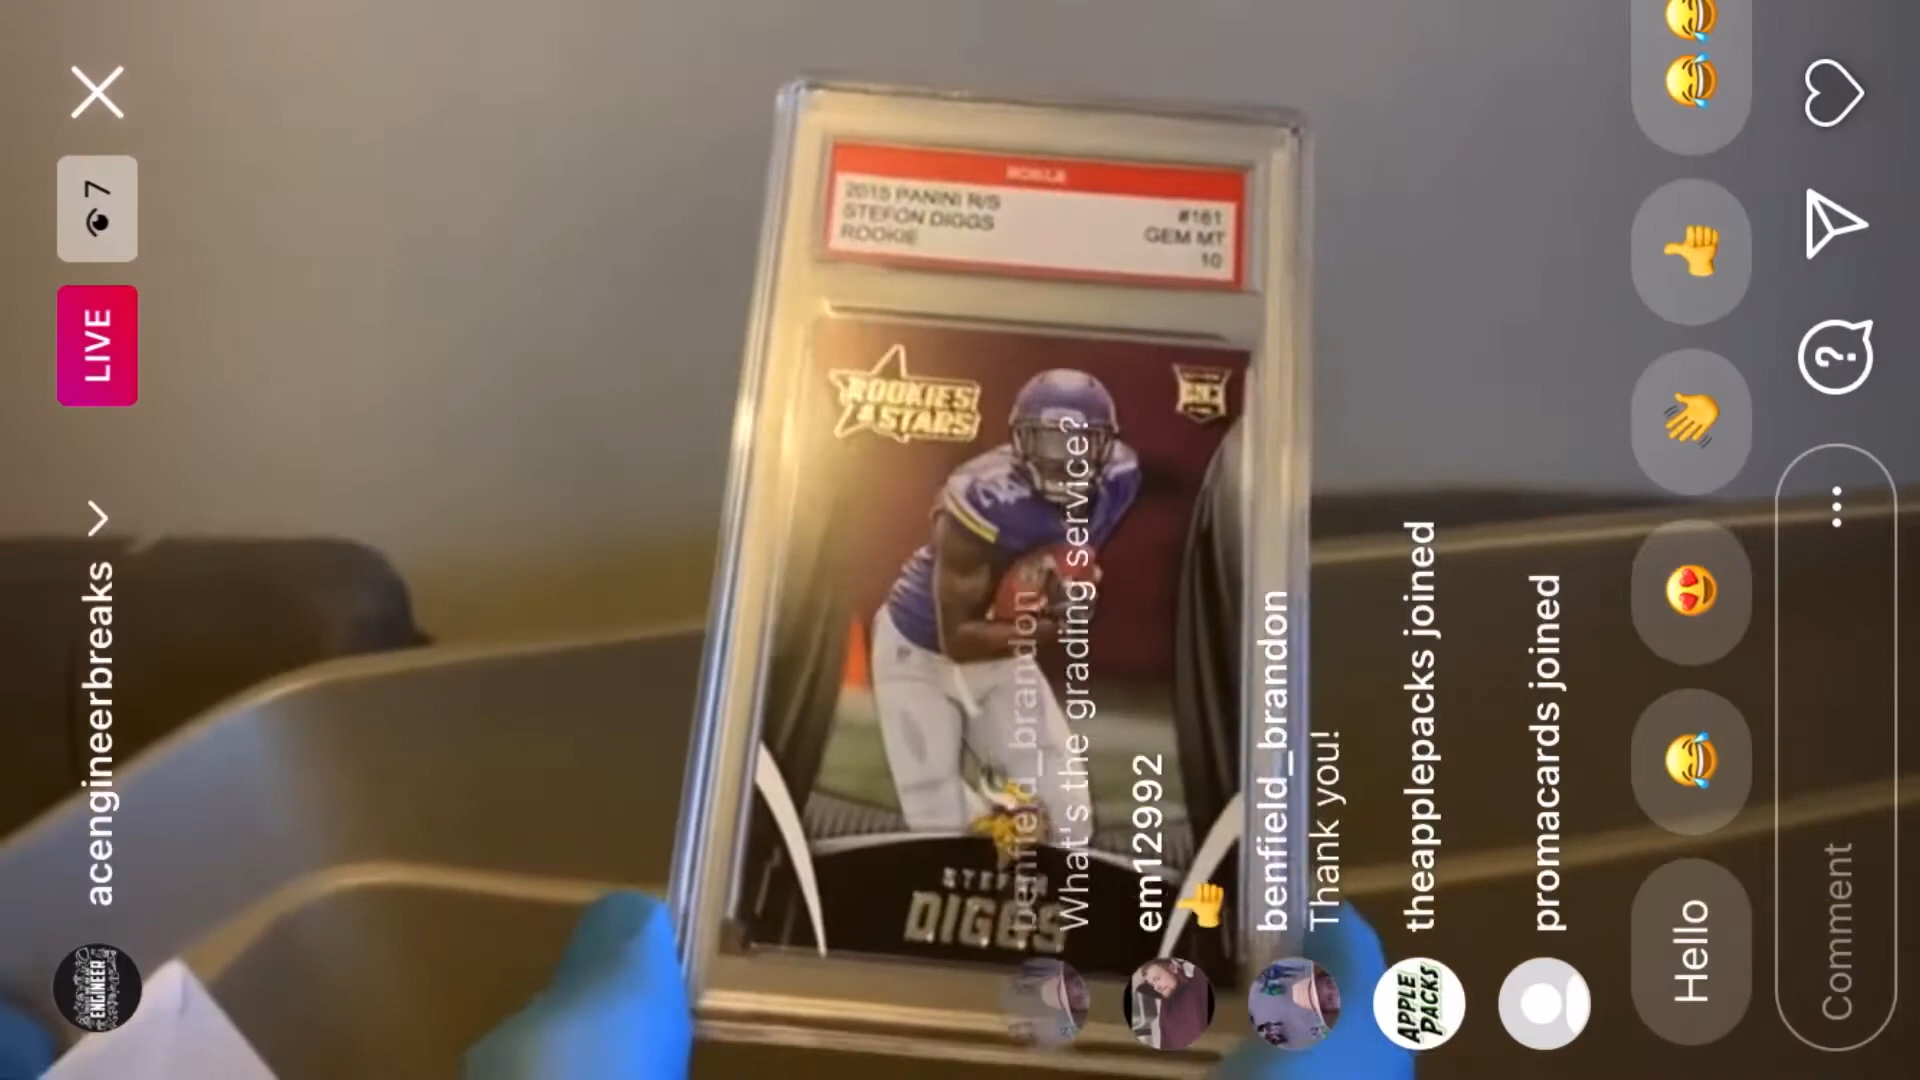 2015 PANINI R/S
STEFON DIGGS
ROOKIE
#161
GEM MT
10
ROOKIES
& STARS
STEFON
DIGGS
acengineerbreaks
LIVE
7
ENGINEER
benfield_brandon
What's the grading service?
em12992
benfield_brandon
Thank you!
theapplepacks joined
APPLE
PACKS
promacards joined
Hello
Comment